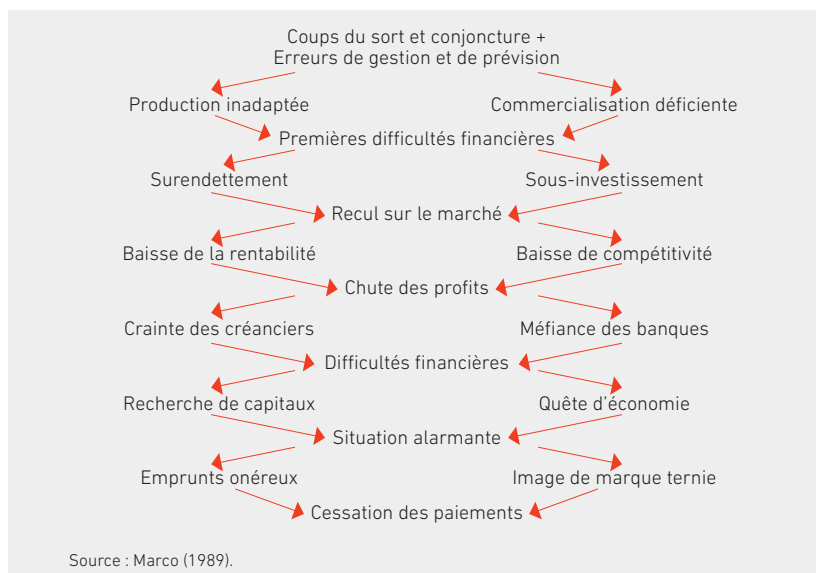 Coups du sort et conjoncture +
Erreurs de gestion et de prévision
Production inadaptée
Commercialisation déficiente
Premières difficultés financières
Surendettement
Sous-investissement
Recul sur le marché
Baisse de la rentabilité
Baisse de compétitivité
Chute des profits
Crainte des créanciers
Méfiance des banques
Difficultés financières
Recherche de capitaux
Quête d’économie
Situation alarmante
Emprunts onéreux
Image de marque ternie
Cessation des paiements
Source : Marco (1989).